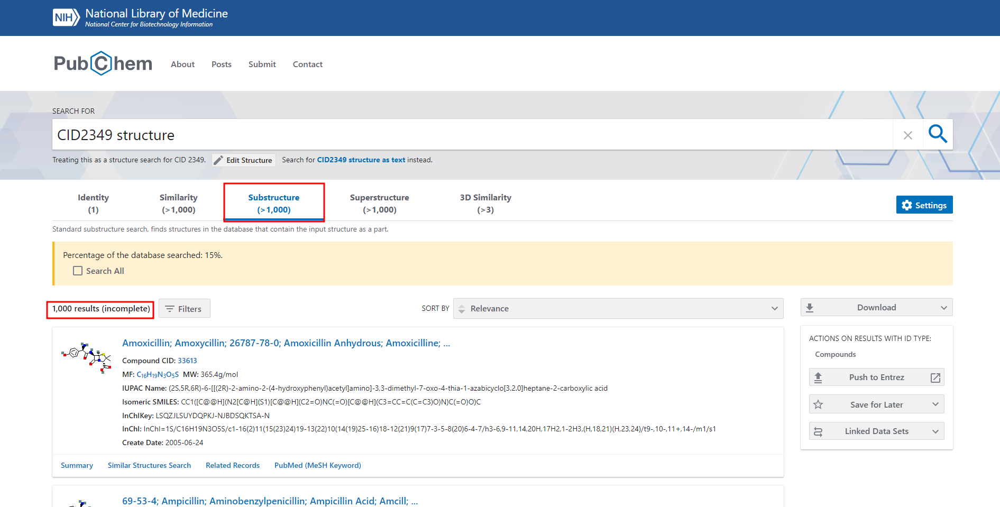 NIH
National Library of Medicine
National Center for Biotechnology Information
PubChem About Posts Submit Contact
SEARCH FOR
CID2349 structure
Treating this as a structure search for CID 2349. Edit Structure Search for CID2349 structure as text instead.
Identity Similarity Substructure Superstructure 3D Similarity
(1) (>1,000) (>1,000) (>1,000) (>3)
Settings
Standard substructure search, finds structures in the database that contain the input structure as a part.
Percentage of the database searched: 15%.
Search All
1,000 results (incomplete) Filters SORT BY Relevance Download
Amoxicillin; Amoxycillin; 26787-78-0; Amoxicillin Anhydrous; Amoxicilline; ...
Compound CID: 33613
MF: C₁₆H₁₉N₃O₅S MW: 365.4g/mol
IUPAC Name: (2S,5R,6R)-6-[[(2R)-2-amino-2-(4-hydroxyphenyl)acetyl]amino]-3,3-dimethyl-7-oxo-4-thia-1-azabicyclo[3.2.0]heptane-2-carboxylic acid
Isomeric SMILES: CC1([C@@H](N2[C@H](S1)[C@@H](C2=O)NC(=O)[C@@H](C3=CC=C(C=C3)O)N)C(=O)O)C
InChIKey: LSQZJLSUYDQPKJ-NJBDSQKTSA-N
InChI: InChI=1S/C16H19N3O5S/c1-16(2)11(15(23)24)19-13(22)10(14(19)25-16)18-12(21)9(17)7-3-5-8(20)6-4-7/h3-6,9-11,14,20H,17H2,1-2H3,(H,18,21)(H,23,24)/t9-,10-,11+,14-/m1/s1
Create Date: 2005-06-24
Summary Similar Structures Search Related Records PubMed (MeSH Keyword)
ACTIONS ON RESULTS WITH ID TYPE:
Compounds
Push to Entrez
Save for Later
Linked Data Sets
69-53-4; Ampicillin; Aminobenzylpenicillin; Ampicillin Acid; Amcill; ...